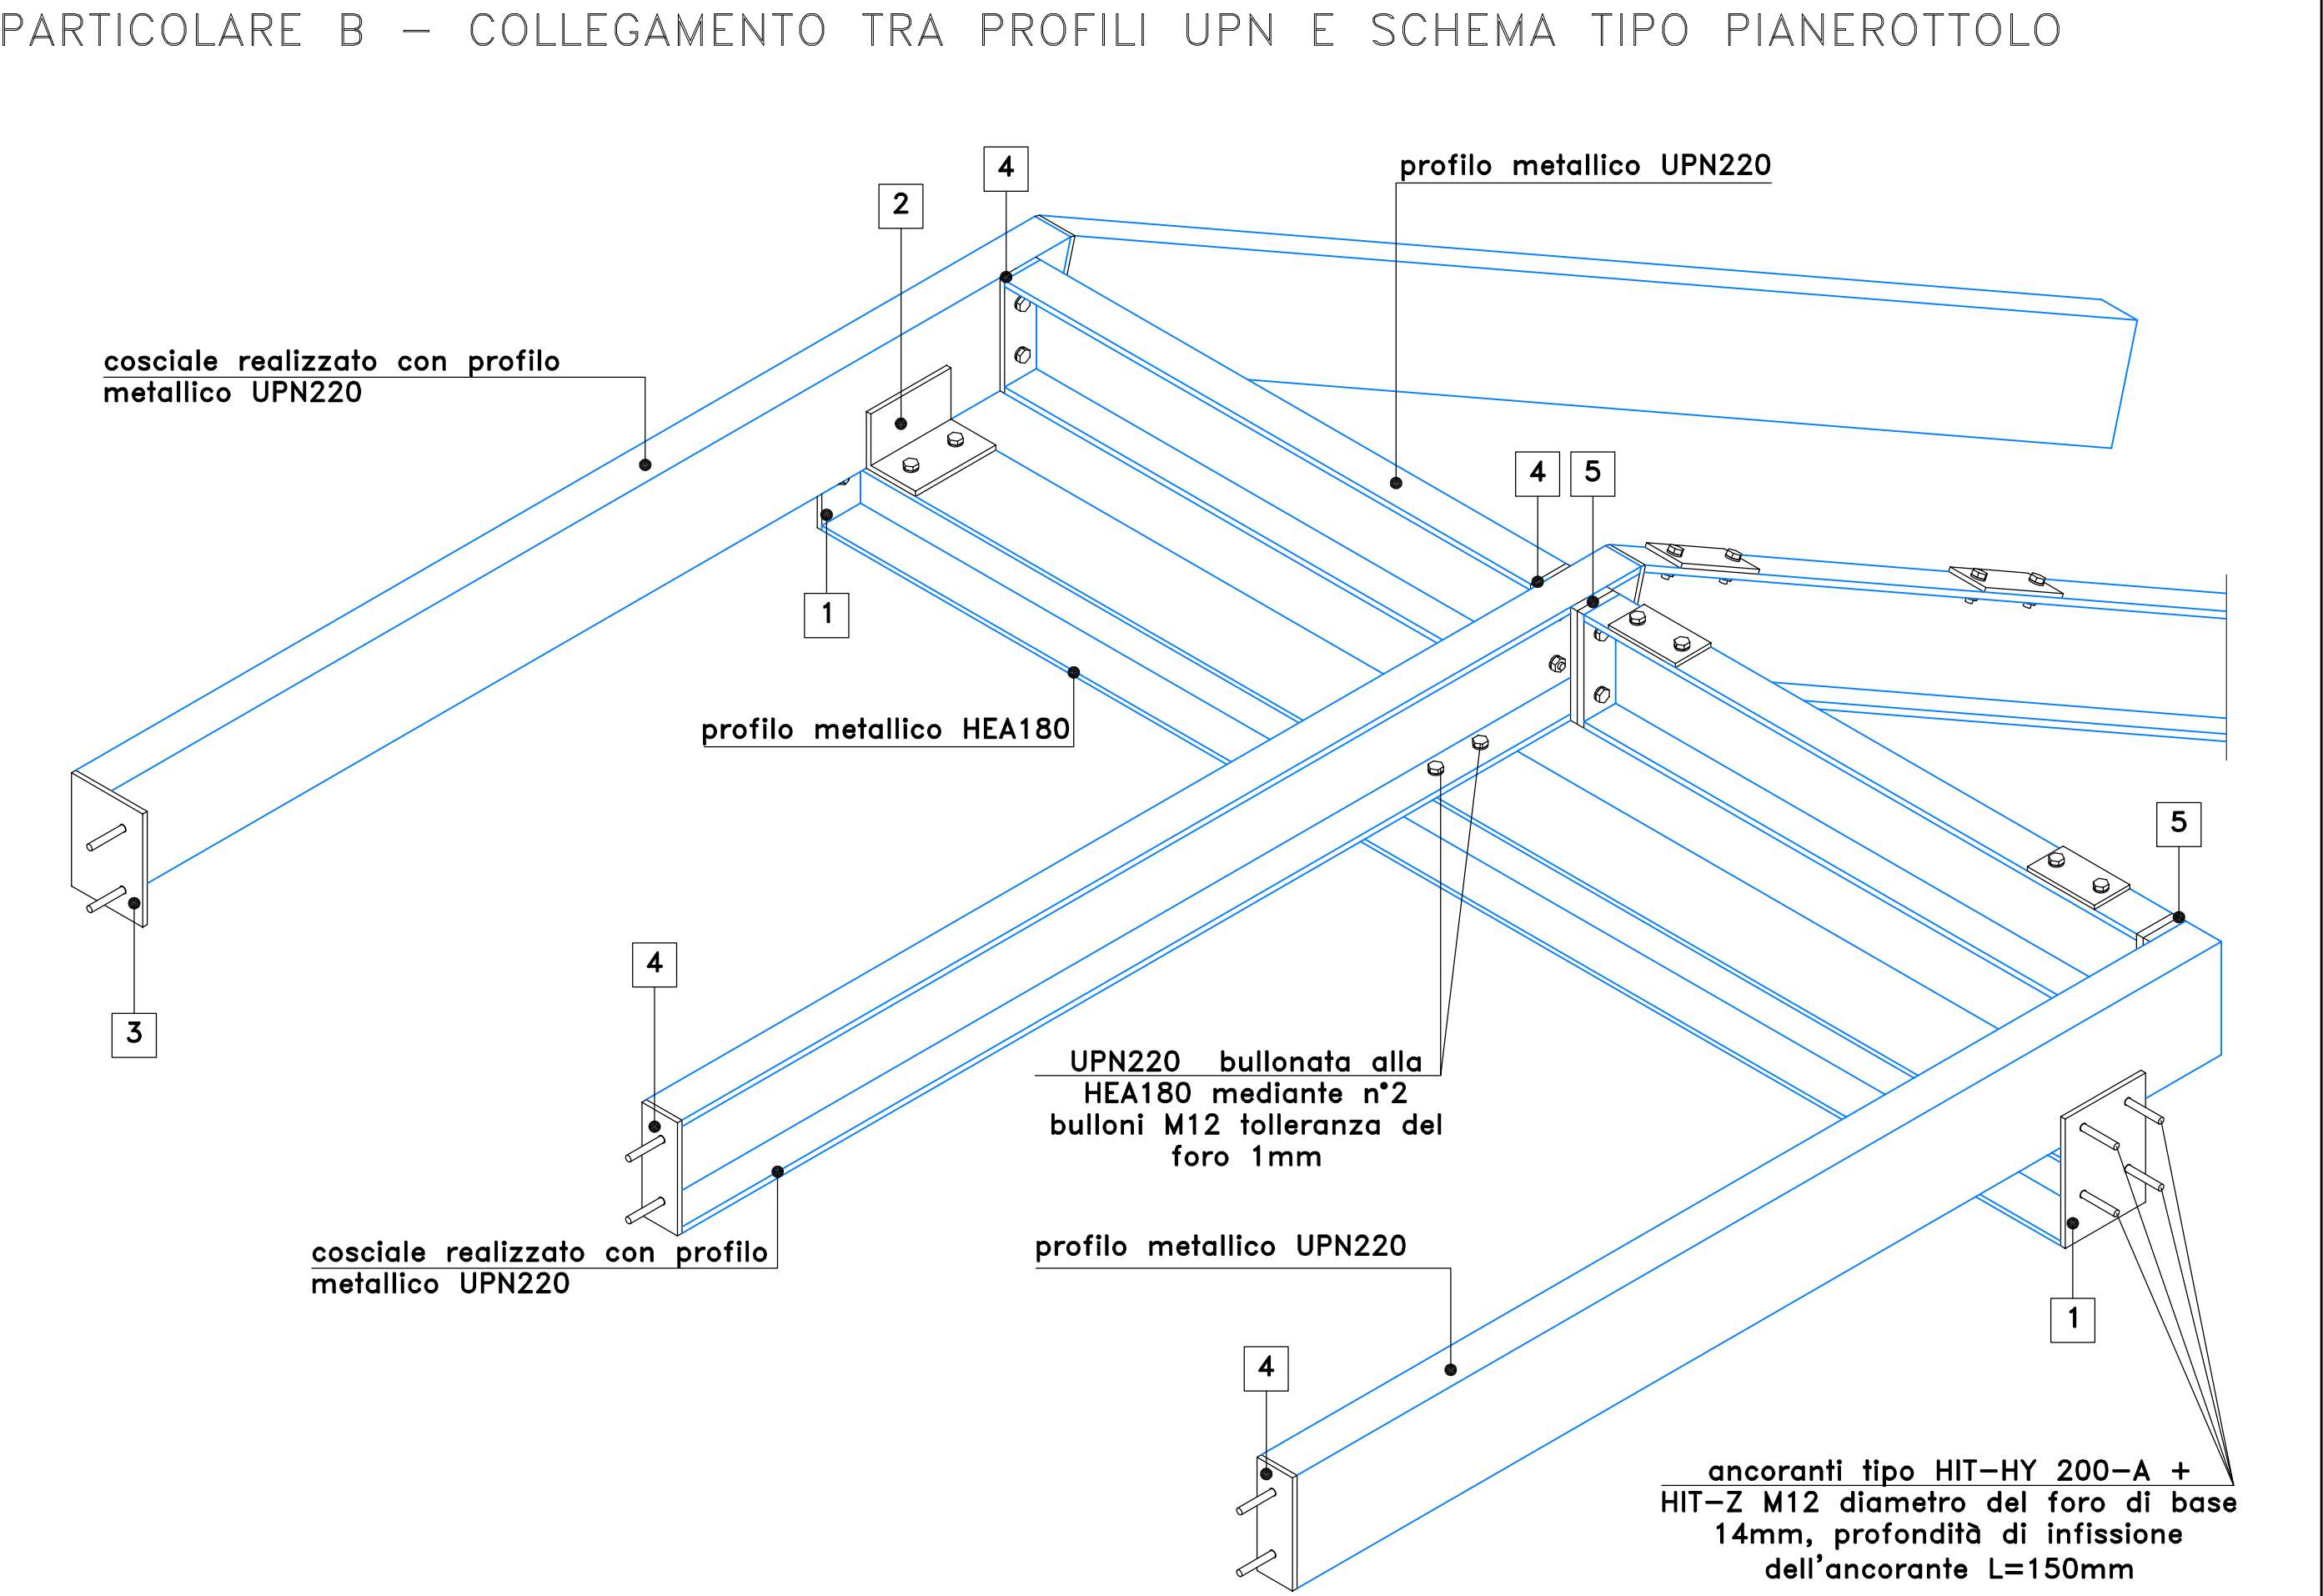 PARTICOLARE B – COLLEGAMENTO TRA PROFILI UPN E SCHEMA TIPO PIANEROTTOLO
4
profilo metallico UPN220
2
cosciale realizzato con profilo
metallico UPN220
4
5
1
profilo metallico HEA180
5
4
3
UPN220 bullonata alla
HEA180 mediante n°2
bulloni M12 tolleranza del
foro 1mm
cosciale realizzato con profilo
metallico UPN220
profilo metallico UPN220
1
4
ancoranti tipo HIT–HY 200–A +
HIT–Z M12 diametro del foro di base
14mm, profondità di infissione
dell'ancorante L=150mm